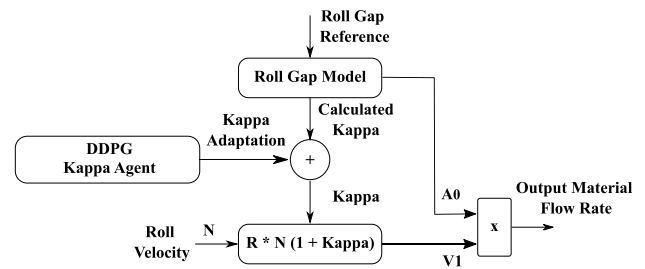 Roll Gap
Reference
Roll Gap Model
Kappa
Adaptation
Calculated
Kappa
DDPG
Kappa Agent
+
Kappa
A0
Output Material
Flow Rate
Roll
Velocity
N
R * N (1 + Kappa)
V1
x